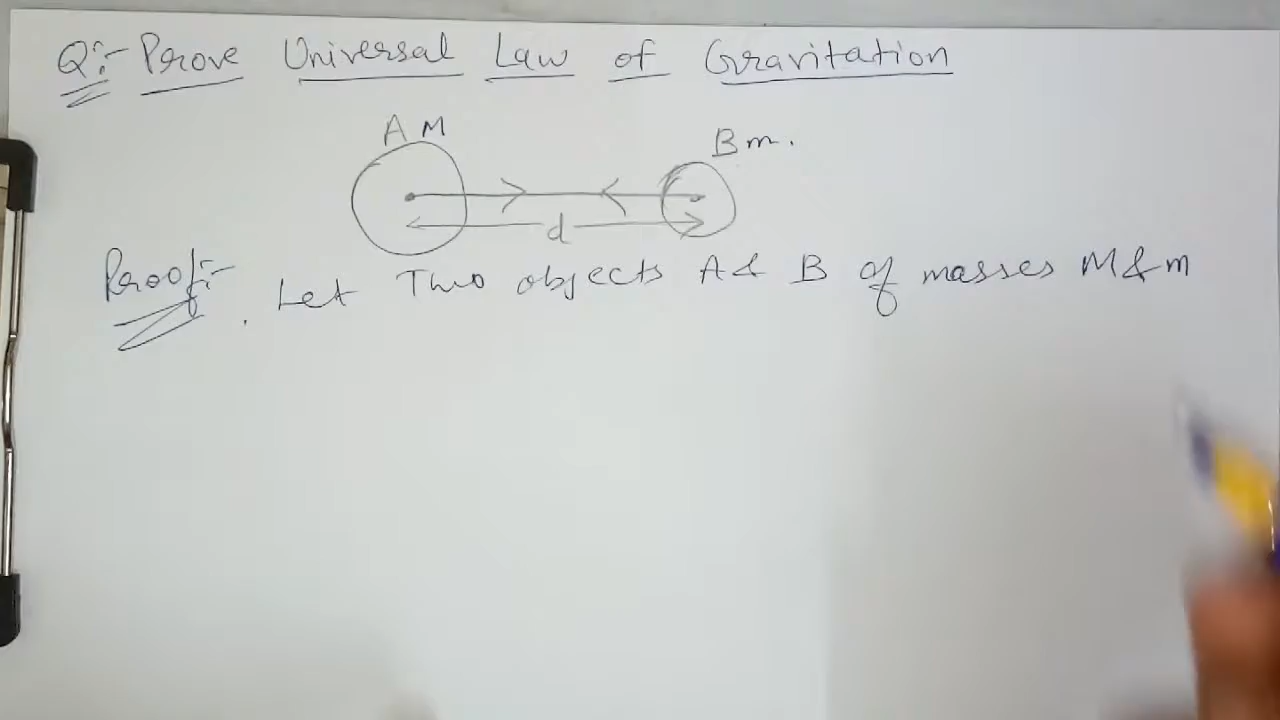 Q:- Prove Universal Law of Gravitation
A M
B m.
d
Proof:- Let Two objects A & B of masses M & m